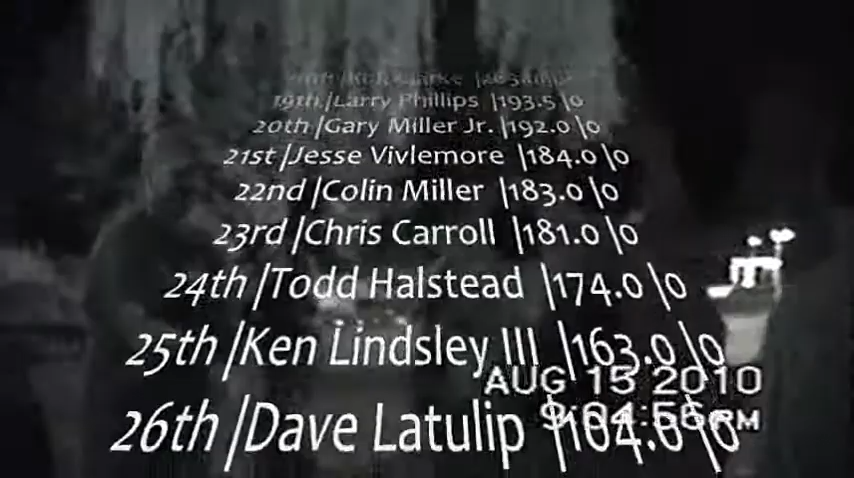 19th /Larry Phillips |193.5 |0
20th /Gary Miller Jr. |192.0 |0
21st /Jesse Vivlemore |184.0 |0
22nd /Colin Miller |183.0 |0
23rd /Chris Carroll |181.0 |0
24th /Todd Halstead |174.0 |0
25th /Ken Lindsley III |163.0 |0
AUG 15 2010
26th /Dave Latulip |0
PM